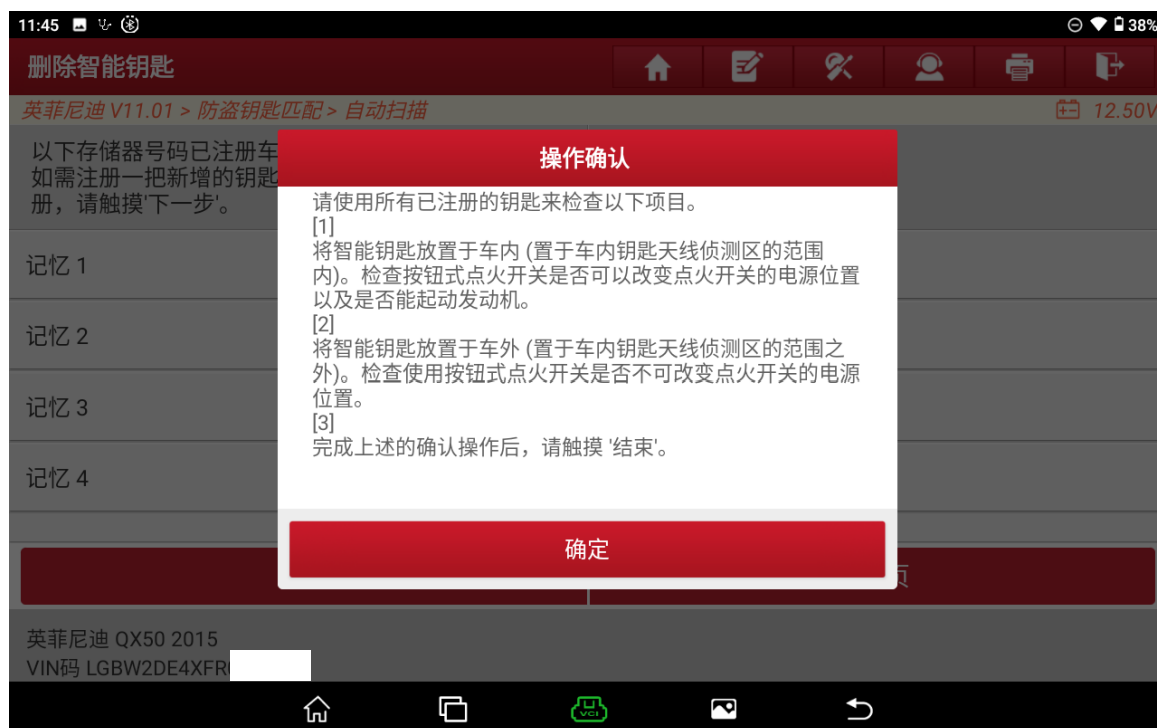 11:45
38%
删除智能钥匙
英菲尼迪 V11.01 > 防盗钥匙匹配 > 自动扫描
12.50V
以下存储器号码已注册车
如需注册一把新增的钥匙
册，请触摸'下一步'。
操作确认
请使用所有已注册的钥匙来检查以下项目。
[1]
将智能钥匙放置于车内 (置于车内钥匙天线侦测区的范围
内)。检查按钮式点火开关是否可以改变点火开关的电源位置
以及是否能起动发动机。
[2]
将智能钥匙放置于车外 (置于车内钥匙天线侦测区的范围之
外)。检查使用按钮式点火开关是否不可改变点火开关的电源
位置。
[3]
完成上述的确认操作后，请触摸 '结束'。
确定
记忆 1
记忆 2
记忆 3
记忆 4
页
英菲尼迪 QX50 2015
VIN码 LGBW2DE4XFR
VCI